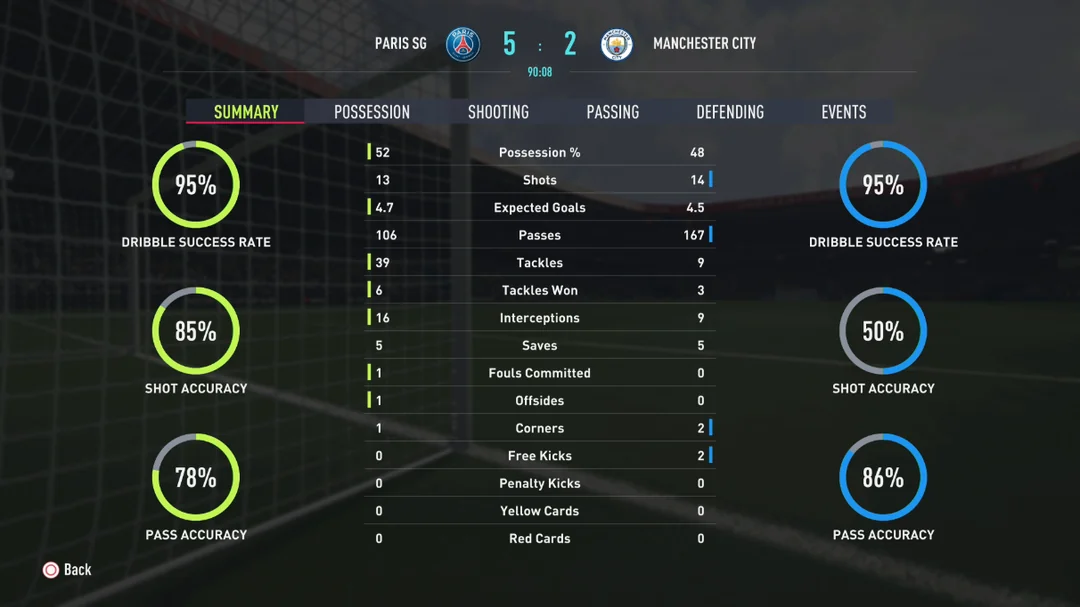 PARIS SG 5 : 2 MANCHESTER CITY
90:08
SUMMARY POSSESSION SHOOTING PASSING DEFENDING EVENTS
52 Possession % 48
13 Shots 14
4.7 Expected Goals 4.5
106 Passes 167
39 Tackles 9
6 Tackles Won 3
16 Interceptions 9
5 Saves 5
1 Fouls Committed 0
1 Offsides 0
1 Corners 2
0 Free Kicks 2
0 Penalty Kicks 0
0 Yellow Cards 0
0 Red Cards 0
95%
DRIBBLE SUCCESS RATE
85%
SHOT ACCURACY
78%
PASS ACCURACY
95%
DRIBBLE SUCCESS RATE
50%
SHOT ACCURACY
86%
PASS ACCURACY
Back